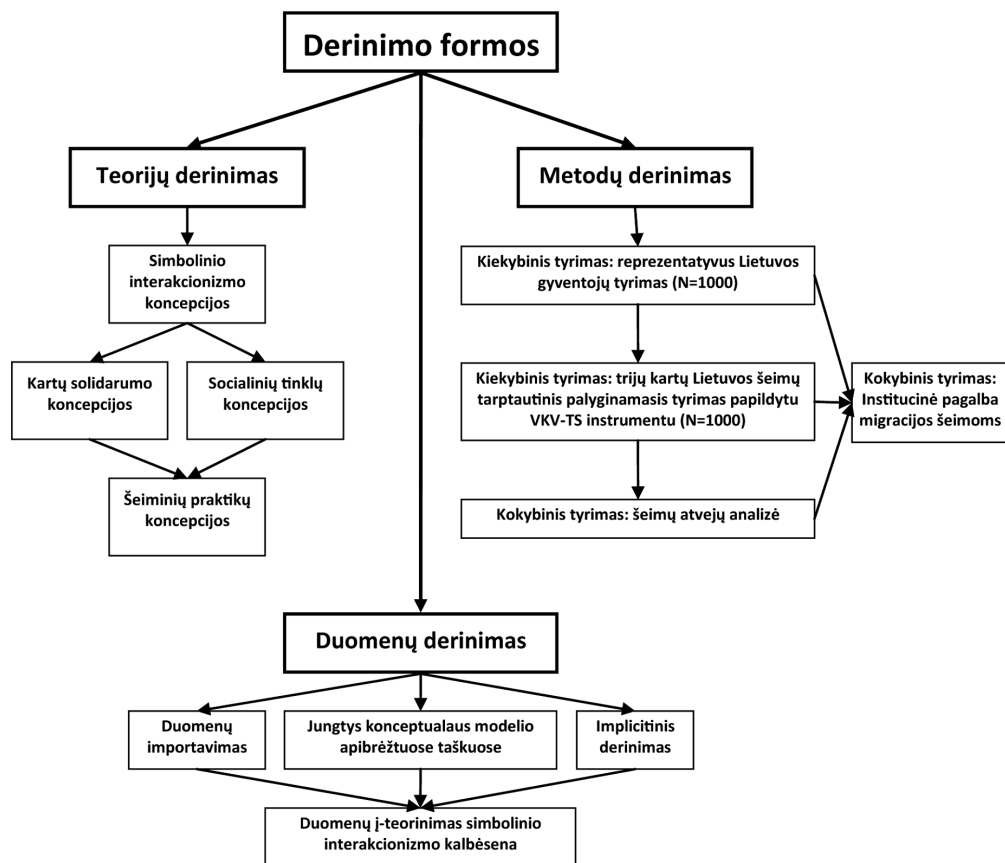 Derinimo formos
Teorijų derinimas
Metodų derinimas
Simbolinio
interakcionizmo
koncepcijos
Kartų solidarumo
koncepcijos
Socialinių tinklų
koncepcijos
Šeiminių praktikų
koncepcijos
Kiekybinis tyrimas: reprezentatyvus Lietuvos
gyventojų tyrimas (N=1000)
Kiekybinis tyrimas: trijų kartų Lietuvos šeimų
tarptautinis palyginamasis tyrimas papildytu
VKV-TS instrumentu (N=1000)
Kokybinis tyrimas: šeimų atvejų analizė
Kokybinis tyrimas:
Institucinė pagalba
migracijos šeimoms
Duomenų derinimas
Duomenų
importavimas
Jungtys konceptualaus modelio
apibrėžtuose taškuose
Implicitinis
derinimas
Duomenų į-teorinimas simbolinio
interakcionizmo kalbėsena